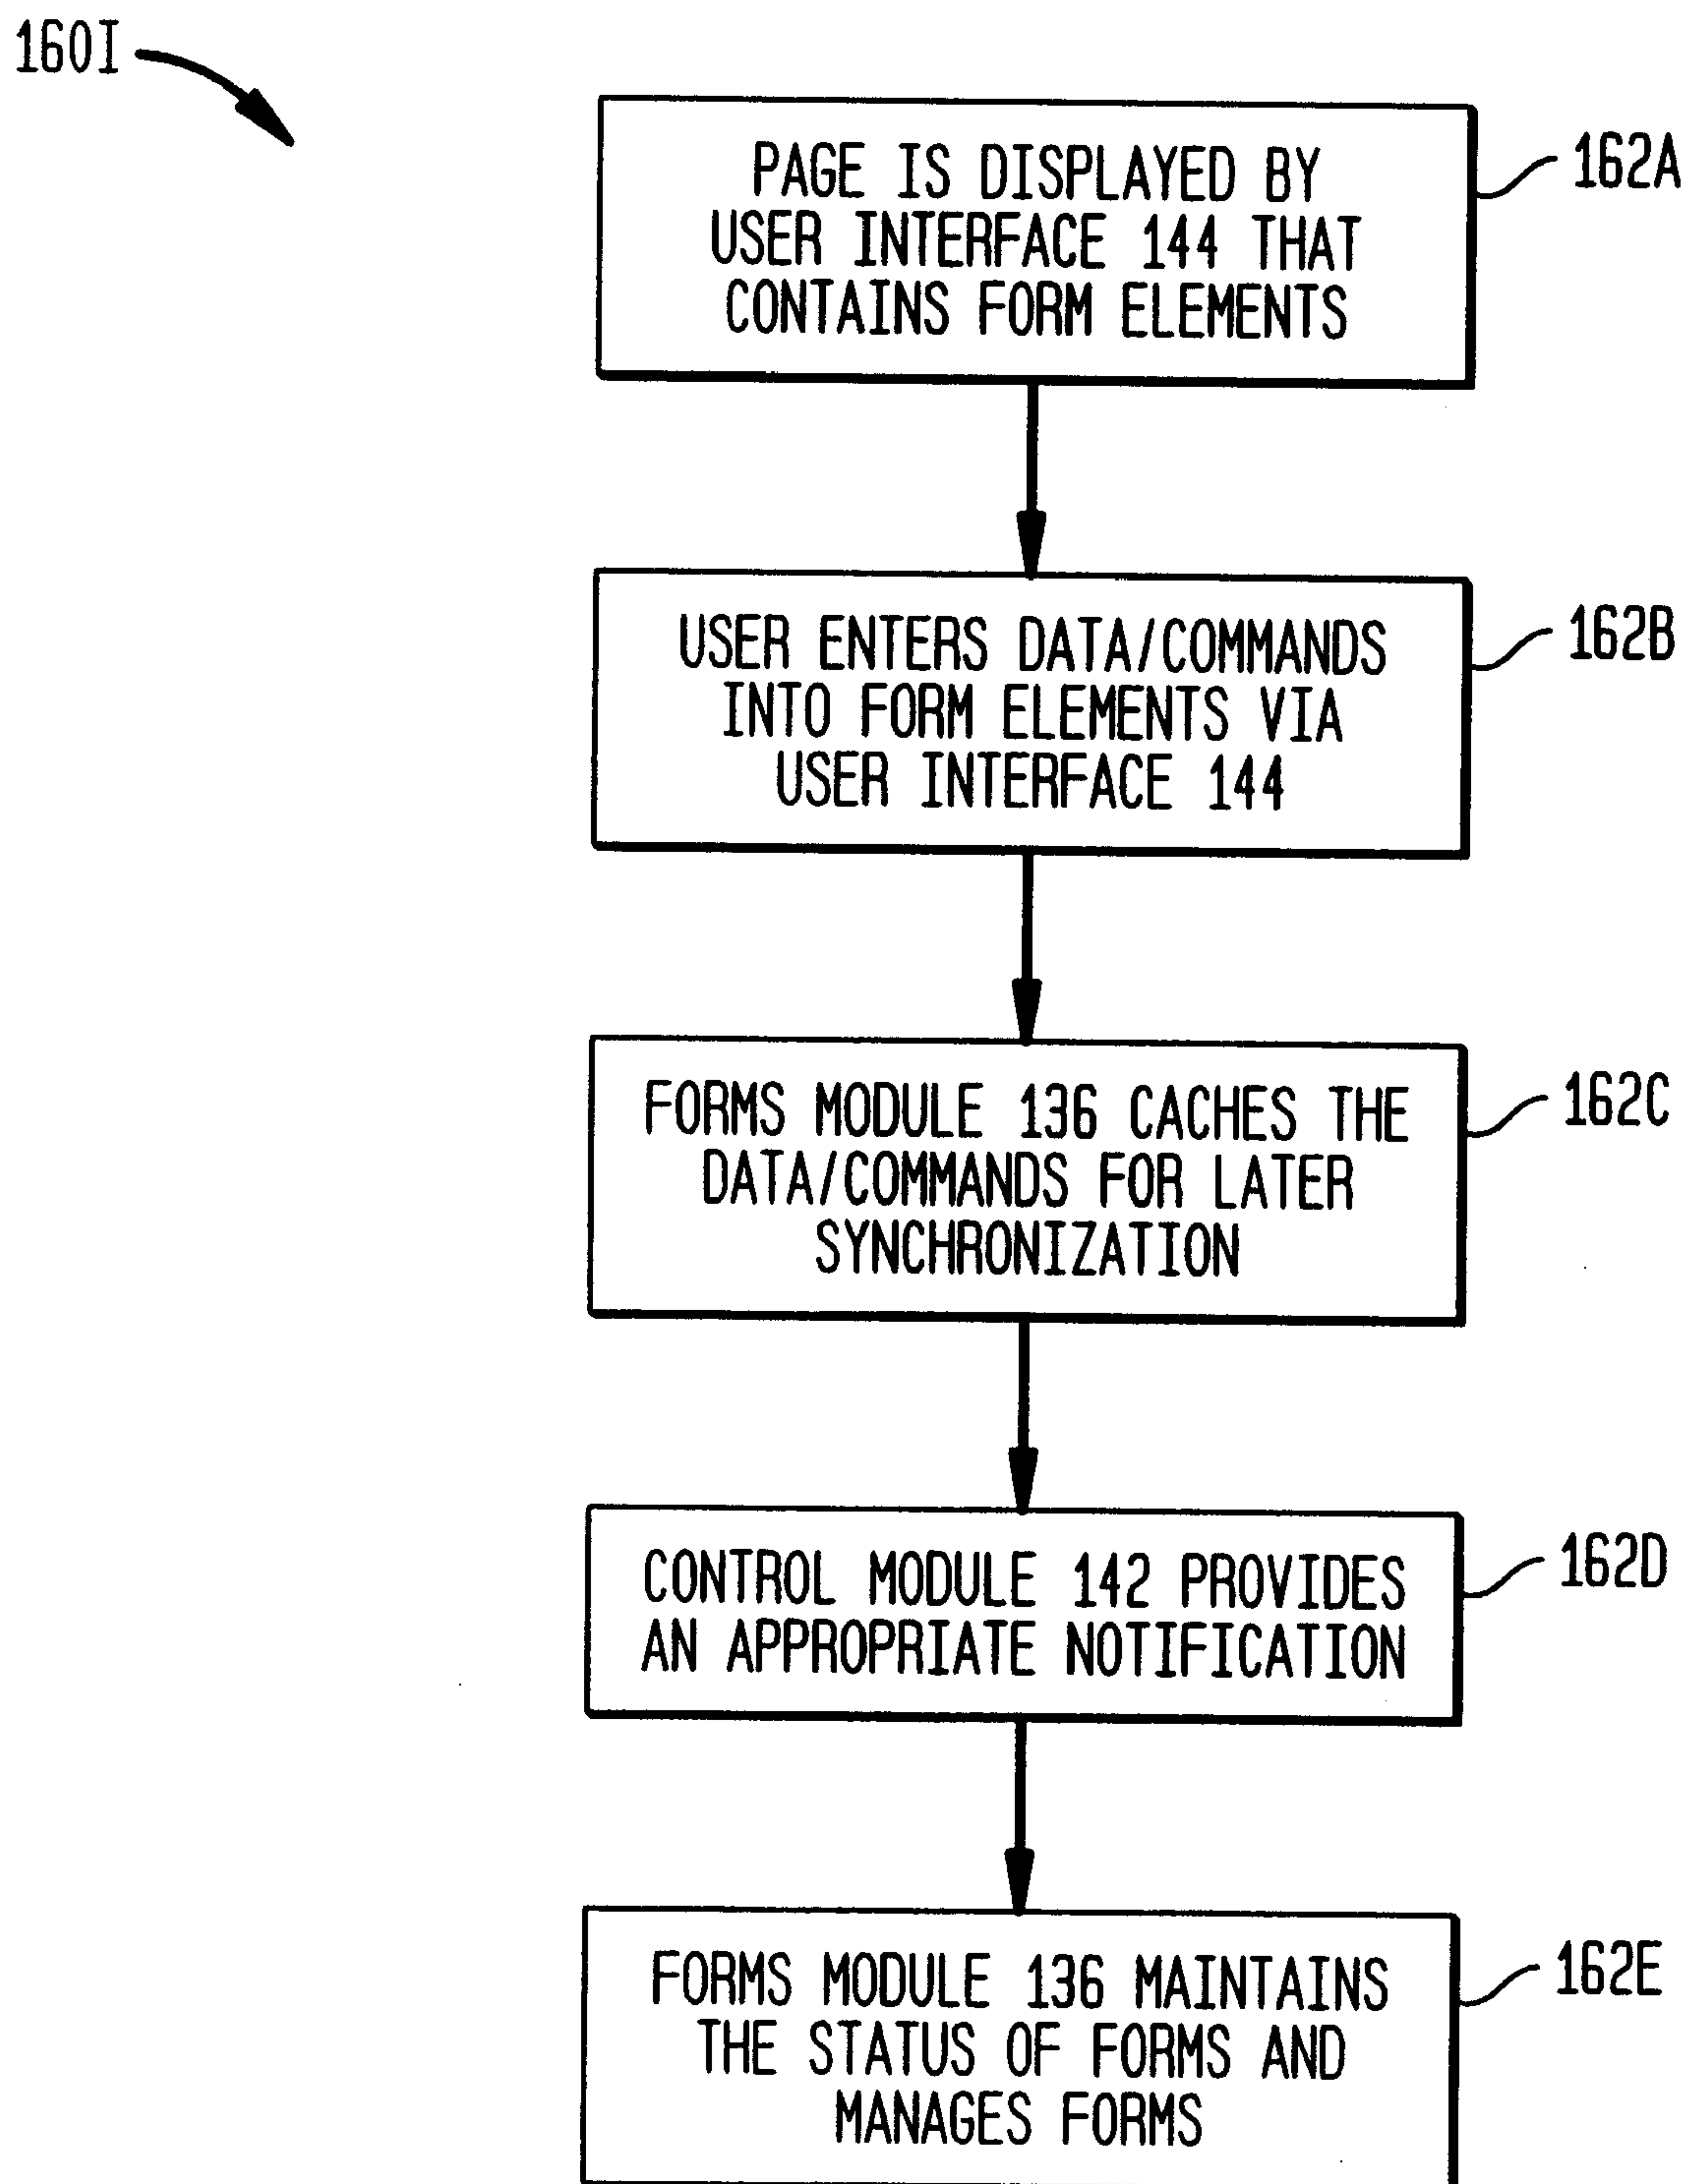 160I
PAGE IS DISPLAYED BY
USER INTERFACE 144 THAT
CONTAINS FORM ELEMENTS
162A
USER ENTERS DATA/COMMANDS
INTO FORM ELEMENTS VIA
USER INTERFACE 144
162B
FORMS MODULE 136 CACHES THE
DATA/COMMANDS FOR LATER
SYNCHRONIZATION
162C
CONTROL MODULE 142 PROVIDES
AN APPROPRIATE NOTIFICATION
162D
FORMS MODULE 136 MAINTAINS
THE STATUS OF FORMS AND
MANAGES FORMS
162E